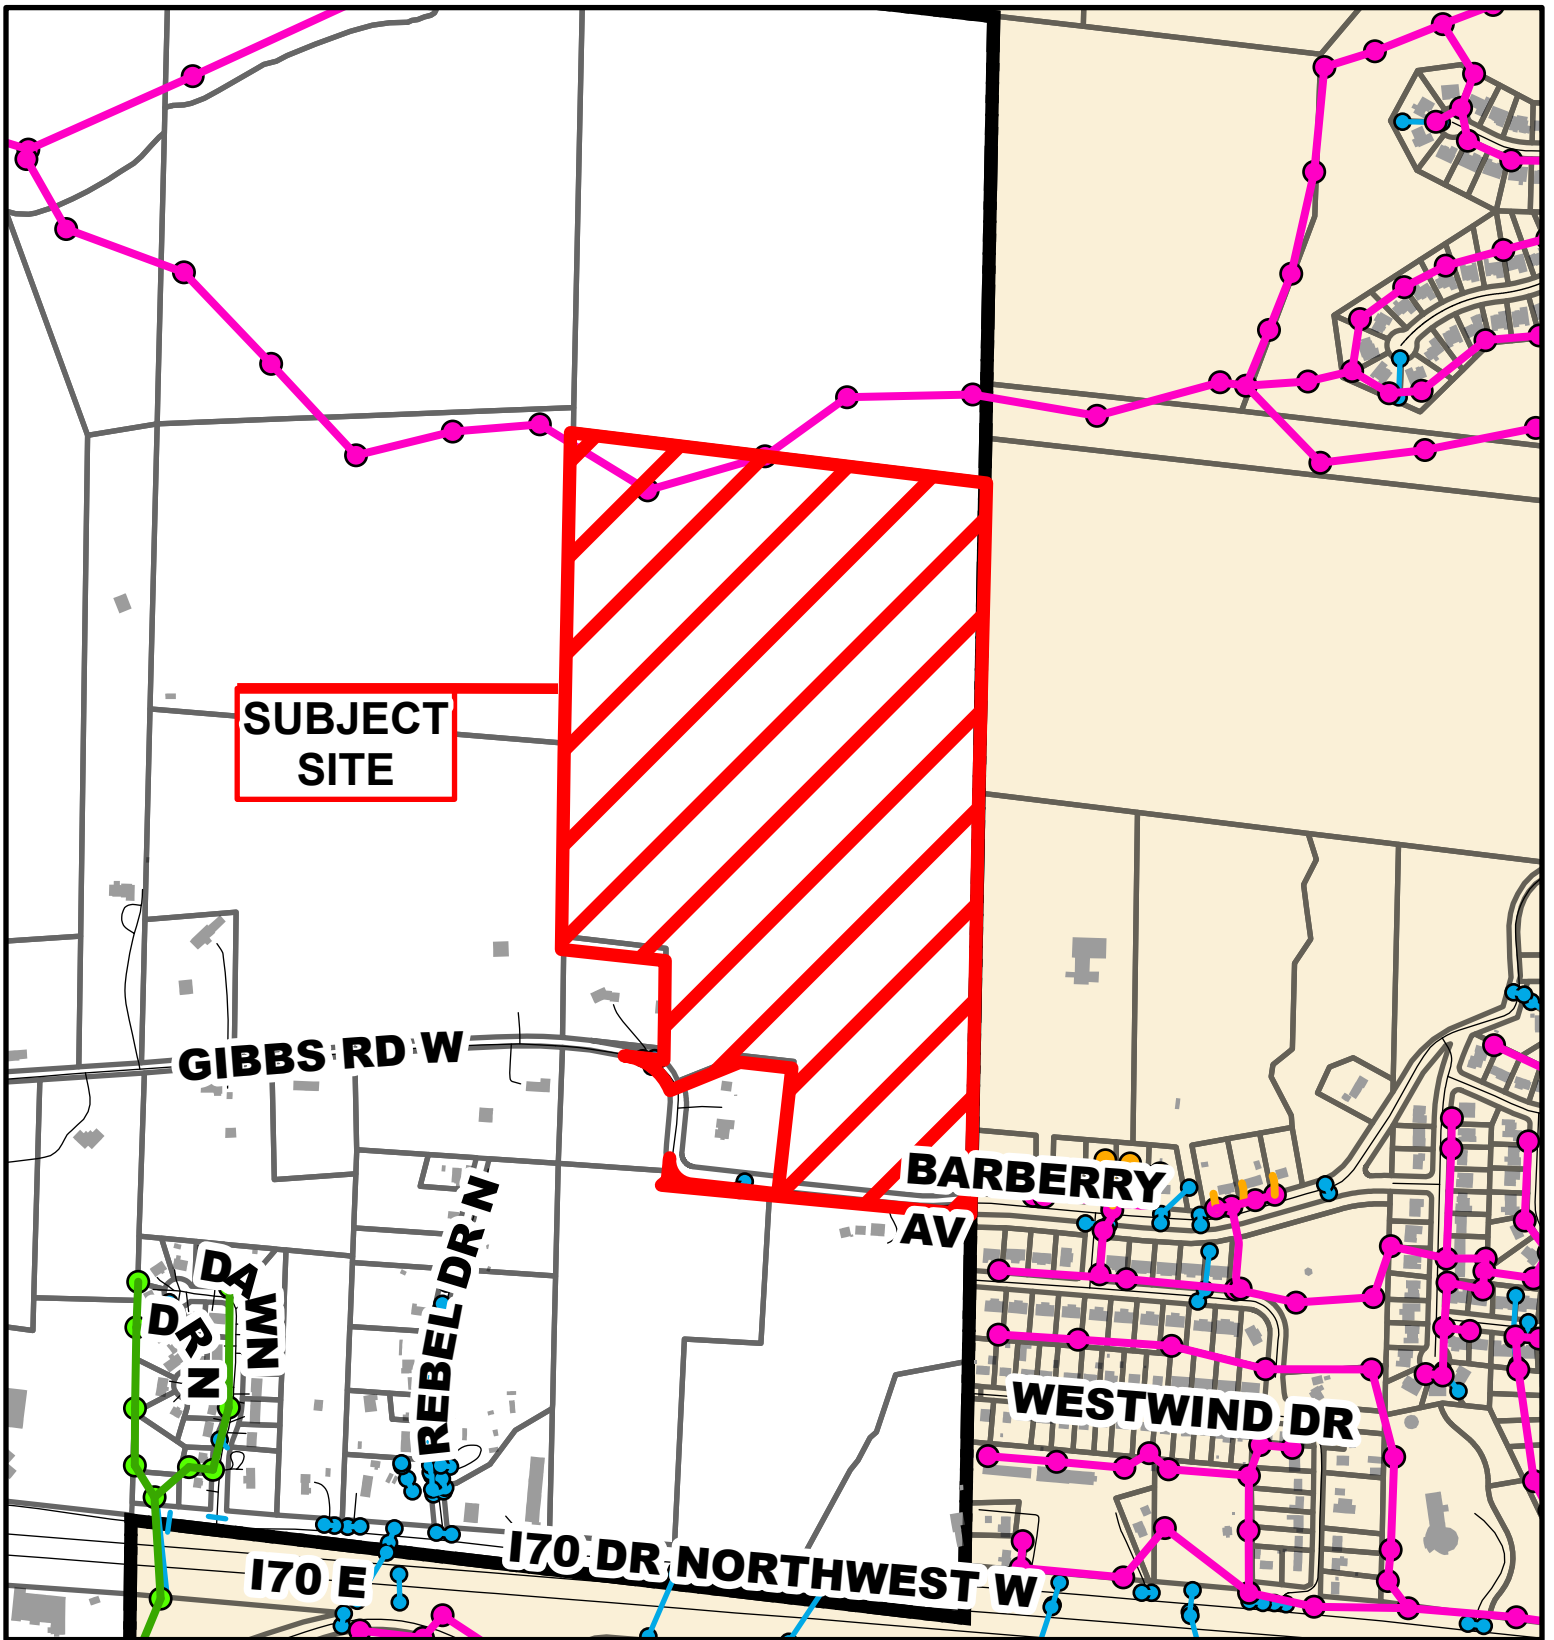 SUBJECT
SITE
GIBBS RD W
BARBERRY
AV
REBEL DR N
DAWN
DR N
WESTWIND DR
I70 DR NORTHWEST W
I70 E